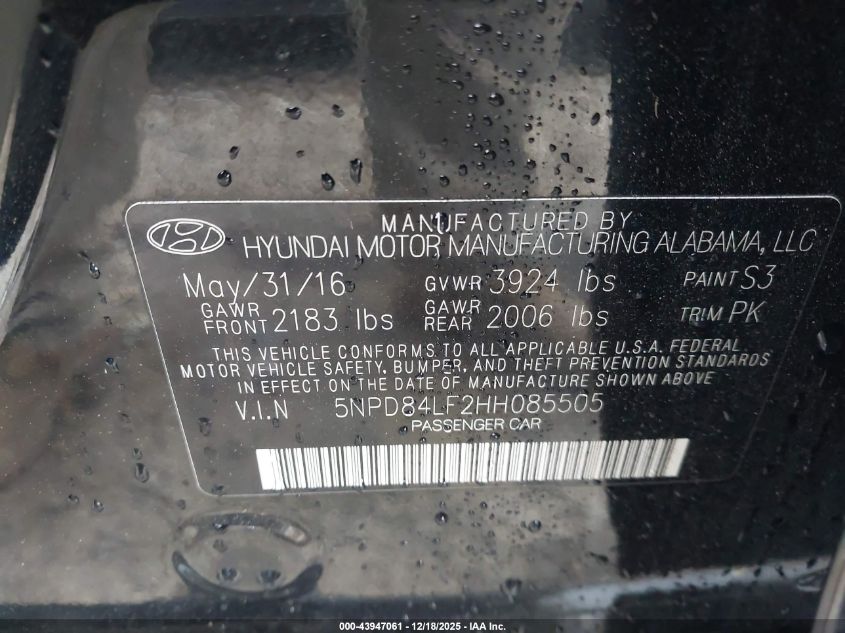 MANUFACTURED BY
HYUNDAI MOTOR MANUFACTURING ALABAMA, LLC
May/31/16 GVWR 3924 lbs PAINT S3
GAWR FRONT 2183 lbs GAWR REAR 2006 lbs TRIM PK
THIS VEHICLE CONFORMS TO ALL APPLICABLE U.S.A. FEDERAL
MOTOR VEHICLE SAFETY, BUMPER, AND THEFT PREVENTION STANDARDS
IN EFFECT ON THE DATE OF MANUFACTURE SHOWN ABOVE
V.I.N 5NPD84LF2HH085505
PASSENGER CAR
000-43947061 - 12/18/2025 - IAA Inc.